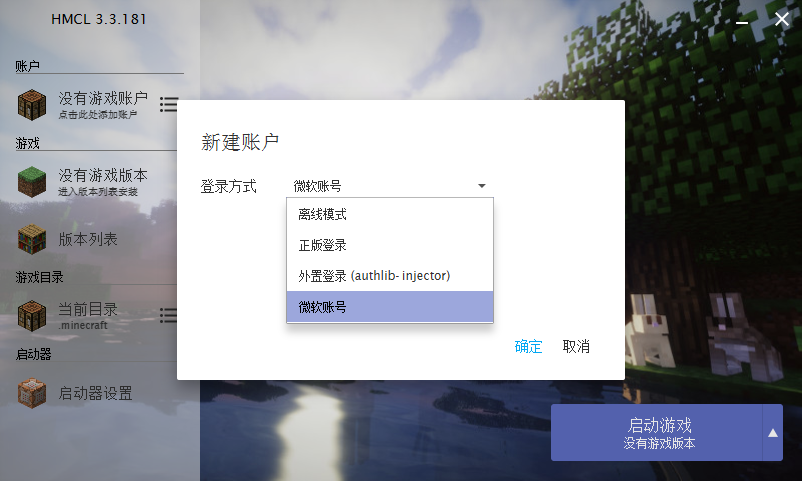 HMCL 3.3.181
账户
没有游戏账户
点击此处添加账户
游戏
没有游戏版本
进入版本列表安装
版本列表
游戏目录
当前目录
.minecraft
启动器
启动器设置
新建账户
登录方式
微软账号
离线模式
正版登录
外置登录 (authlib- injector)
微软账号
确定
取消
启动游戏
没有游戏版本